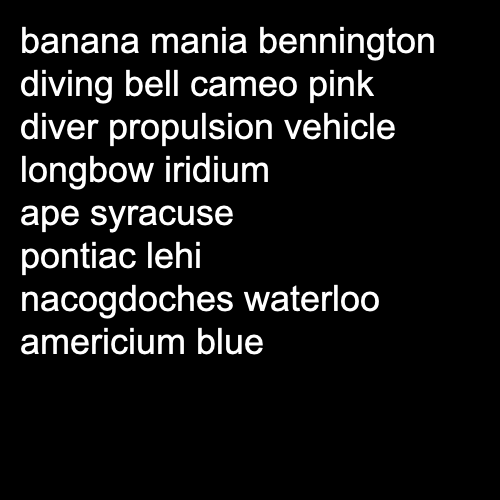 banana mania bennington
diving bell cameo pink
diver propulsion vehicle
longbow iridium
ape syracuse
pontiac lehi
nacogdoches waterloo
americium blue